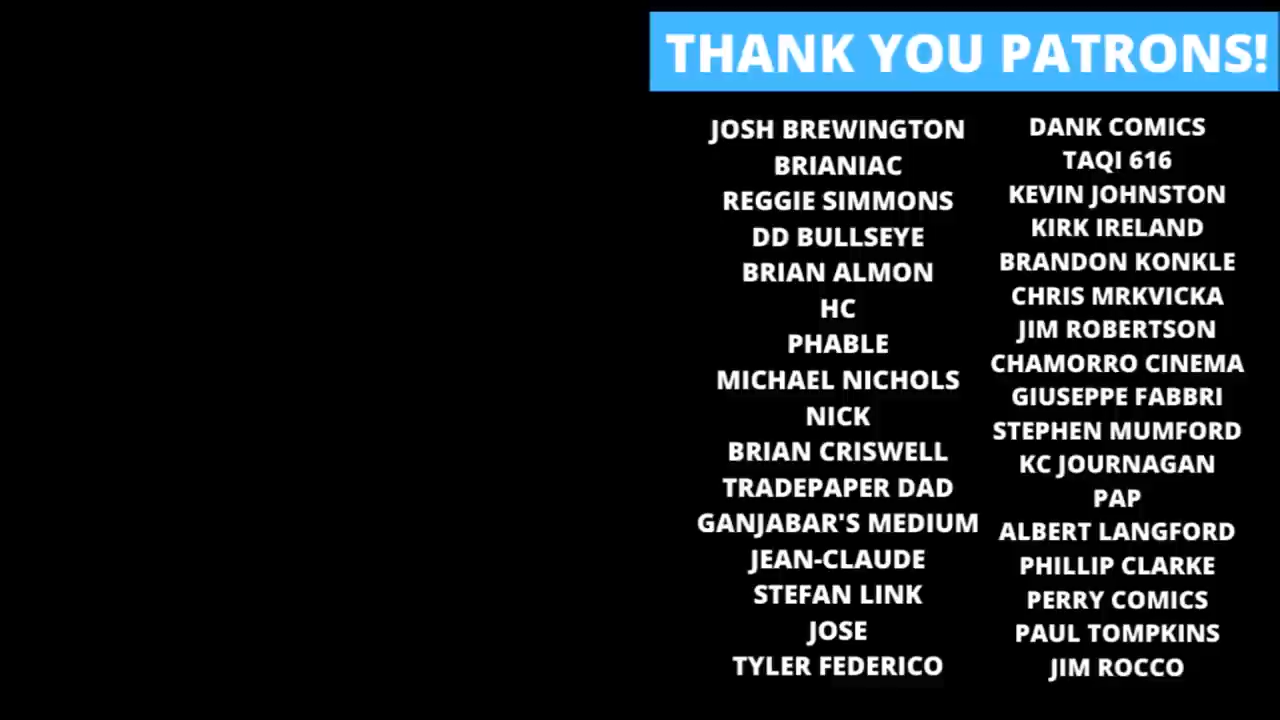 THANK YOU PATRONS!
JOSH BREWINGTON
BRIANIAC
REGGIE SIMMONS
DD BULLSEYE
BRIAN ALMON
HC
PHABLE
MICHAEL NICHOLS
NICK
BRIAN CRISWELL
TRADEPAPER DAD
GANJABAR'S MEDIUM
JEAN-CLAUDE
STEFAN LINK
JOSE
TYLER FEDERICO
DANK COMICS
TAQI 616
KEVIN JOHNSTON
KIRK IRELAND
BRANDON KONKLE
CHRIS MRKVICKA
JIM ROBERTSON
CHAMORRO CINEMA
GIUSEPPE FABBRI
STEPHEN MUMFORD
KC JOURNAGAN
PAP
ALBERT LANGFORD
PHILLIP CLARKE
PERRY COMICS
PAUL TOMPKINS
JIM ROCCO